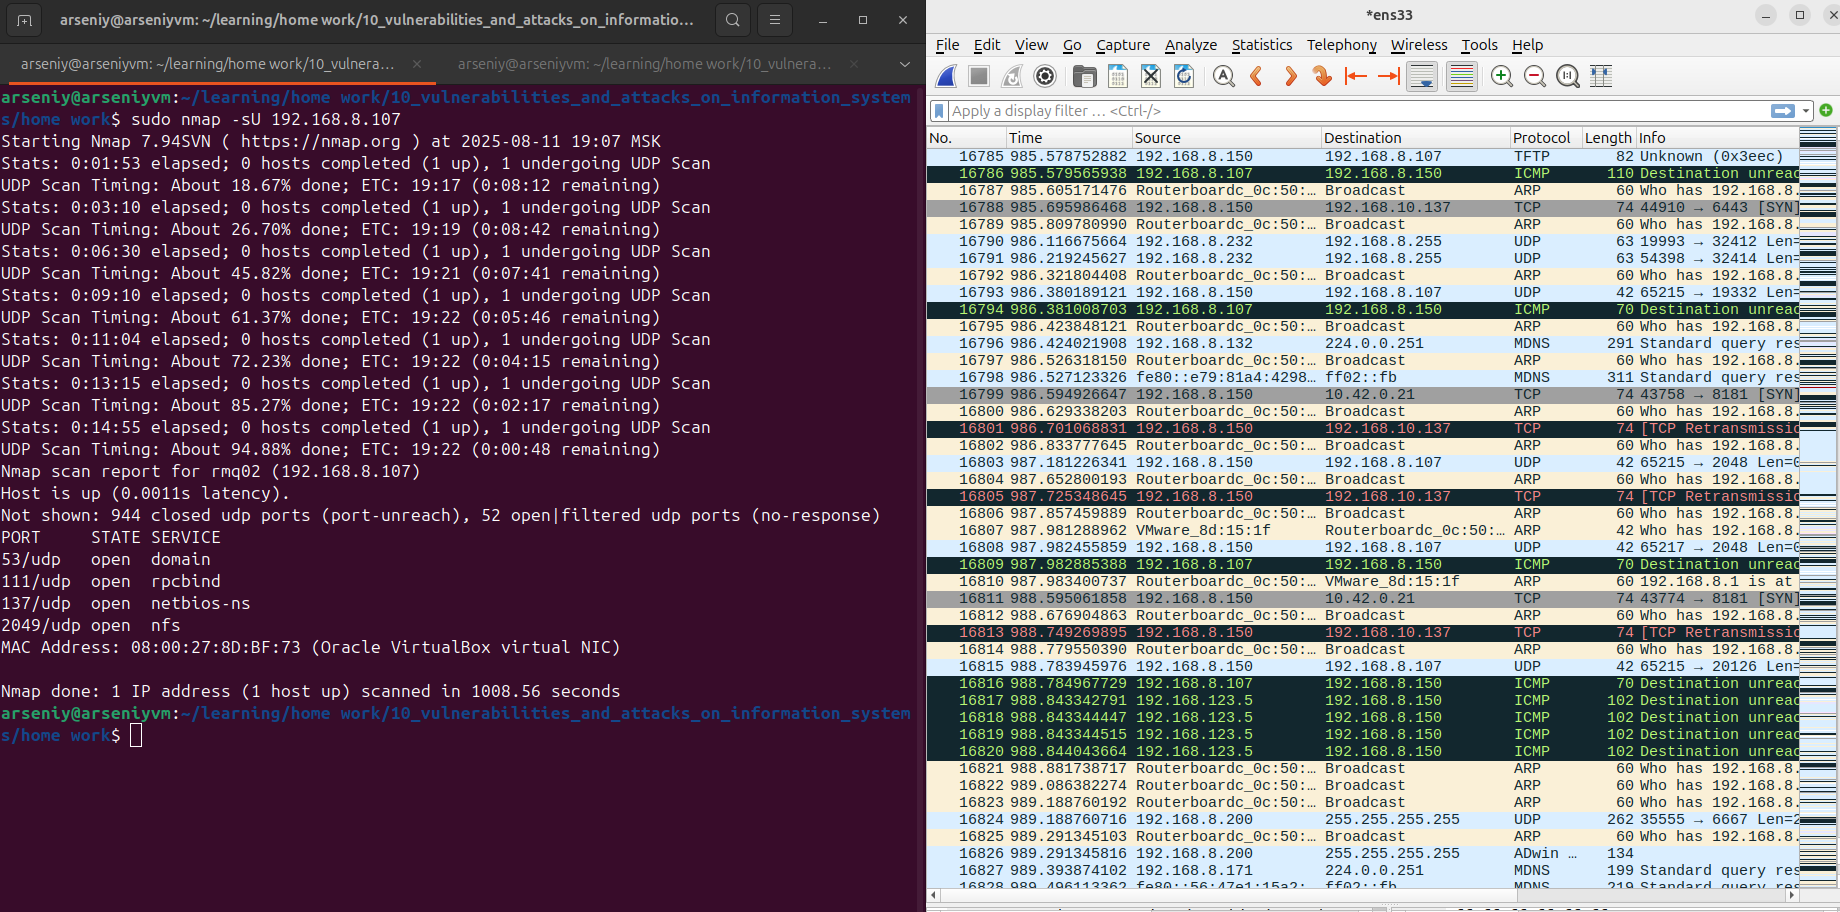 arseniy@arseniyvm: ~/learning/home work/10_vulnerabilities_and_attacks_on_informatio...
arseniy@arseniyvm: ~/learning/home work/10_vulnera...
arseniy@arseniyvm: ~/learning/home work/10_vulnera...
arseniy@arseniyvm:~/learning/home work/10_vulnerabilities_and_attacks_on_information_system
s/home work$ sudo nmap -sU 192.168.8.107
Starting Nmap 7.94SVN ( https://nmap.org ) at 2025-08-11 19:07 MSK
Stats: 0:01:53 elapsed; 0 hosts completed (1 up), 1 undergoing UDP Scan
UDP Scan Timing: About 18.67% done; ETC: 19:17 (0:08:12 remaining)
Stats: 0:03:10 elapsed; 0 hosts completed (1 up), 1 undergoing UDP Scan
UDP Scan Timing: About 26.70% done; ETC: 19:19 (0:08:42 remaining)
Stats: 0:06:30 elapsed; 0 hosts completed (1 up), 1 undergoing UDP Scan
UDP Scan Timing: About 45.82% done; ETC: 19:21 (0:07:41 remaining)
Stats: 0:09:10 elapsed; 0 hosts completed (1 up), 1 undergoing UDP Scan
UDP Scan Timing: About 61.37% done; ETC: 19:22 (0:05:46 remaining)
Stats: 0:11:04 elapsed; 0 hosts completed (1 up), 1 undergoing UDP Scan
UDP Scan Timing: About 72.23% done; ETC: 19:22 (0:04:15 remaining)
Stats: 0:13:15 elapsed; 0 hosts completed (1 up), 1 undergoing UDP Scan
UDP Scan Timing: About 85.27% done; ETC: 19:22 (0:02:17 remaining)
Stats: 0:14:55 elapsed; 0 hosts completed (1 up), 1 undergoing UDP Scan
UDP Scan Timing: About 94.88% done; ETC: 19:22 (0:00:48 remaining)
Nmap scan report for rmq02 (192.168.8.107)
Host is up (0.0011s latency).
Not shown: 944 closed udp ports (port-unreach), 52 open|filtered udp ports (no-response)
PORT     STATE SERVICE
53/udp   open  domain
111/udp  open  rpcbind
137/udp  open  netbios-ns
2049/udp open  nfs
MAC Address: 08:00:27:8D:BF:73 (Oracle VirtualBox virtual NIC)
Nmap done: 1 IP address (1 host up) scanned in 1008.56 seconds
arseniy@arseniyvm:~/learning/home work/10_vulnerabilities_and_attacks_on_information_system
s/home work$
*ens33
File Edit View Go Capture Analyze Statistics Telephony Wireless Tools Help
Apply a display filter … <Ctrl-/>
No. Time Source Destination Protocol Length Info
16785 985.578752882 192.168.8.150 192.168.8.107 TFTP 82 Unknown (0x3eec)
16786 985.579565938 192.168.8.107 192.168.8.150 ICMP 110 Destination unreac
16787 985.605171476 Routerboardc_0c:50:… Broadcast ARP 60 Who has 192.168.8.
16788 985.695986468 192.168.8.150 192.168.10.137 TCP 74 44910 → 6443 [SYN]
16789 985.809780990 Routerboardc_0c:50:… Broadcast ARP 60 Who has 192.168.8.
16790 986.116675664 192.168.8.232 192.168.8.255 UDP 63 19993 → 32412 Len=
16791 986.219245627 192.168.8.232 192.168.8.255 UDP 63 54398 → 32414 Len=
16792 986.321804408 Routerboardc_0c:50:… Broadcast ARP 60 Who has 192.168.8.
16793 986.380189121 192.168.8.150 192.168.8.107 UDP 42 65215 → 19332 Len=
16794 986.381008703 192.168.8.107 192.168.8.150 ICMP 70 Destination unreac
16795 986.423848121 Routerboardc_0c:50:… Broadcast ARP 60 Who has 192.168.8.
16796 986.424021908 192.168.8.132 224.0.0.251 MDNS 291 Standard query res
16797 986.526318150 Routerboardc_0c:50:… Broadcast ARP 60 Who has 192.168.8.
16798 986.527123326 fe80::e79:81a4:4298… ff02::fb MDNS 311 Standard query res
16799 986.594926647 192.168.8.150 10.42.0.21 TCP 74 43758 → 8181 [SYN]
16800 986.629338203 Routerboardc_0c:50:… Broadcast ARP 60 Who has 192.168.8.
16801 986.701068831 192.168.8.150 192.168.10.137 TCP 74 [TCP Retransmissio
16802 986.833777645 Routerboardc_0c:50:… Broadcast ARP 60 Who has 192.168.8.
16803 987.181226341 192.168.8.150 192.168.8.107 UDP 42 65215 → 2048 Len=0
16804 987.652800193 Routerboardc_0c:50:… Broadcast ARP 60 Who has 192.168.8.
16805 987.725348645 192.168.8.150 192.168.10.137 TCP 74 [TCP Retransmissio
16806 987.857459889 Routerboardc_0c:50:… Broadcast ARP 60 Who has 192.168.8.
16807 987.981288962 VMware_8d:15:1f Routerboardc_0c:50:… ARP 42 Who has 192.168.8.
16808 987.982455859 192.168.8.150 192.168.8.107 UDP 42 65217 → 2048 Len=0
16809 987.982885388 192.168.8.107 192.168.8.150 ICMP 70 Destination unreac
16810 987.983400737 Routerboardc_0c:50:… VMware_8d:15:1f ARP 60 192.168.8.1 is at
16811 988.595061858 192.168.8.150 10.42.0.21 TCP 74 43774 → 8181 [SYN]
16812 988.676904863 Routerboardc_0c:50:… Broadcast ARP 60 Who has 192.168.8.
16813 988.749269895 192.168.8.150 192.168.10.137 TCP 74 [TCP Retransmissio
16814 988.779550390 Routerboardc_0c:50:… Broadcast ARP 60 Who has 192.168.8.
16815 988.783945976 192.168.8.150 192.168.8.107 UDP 42 65215 → 20126 Len=
16816 988.784967729 192.168.8.107 192.168.8.150 ICMP 70 Destination unreac
16817 988.843342791 192.168.123.5 192.168.8.150 ICMP 102 Destination unreac
16818 988.843344447 192.168.123.5 192.168.8.150 ICMP 102 Destination unreac
16819 988.843344515 192.168.123.5 192.168.8.150 ICMP 102 Destination unreac
16820 988.844043664 192.168.123.5 192.168.8.150 ICMP 102 Destination unreac
16821 988.881738717 Routerboardc_0c:50:… Broadcast ARP 60 Who has 192.168.8.
16822 989.086382274 Routerboardc_0c:50:… Broadcast ARP 60 Who has 192.168.8.
16823 989.188760192 Routerboardc_0c:50:… Broadcast ARP 60 Who has 192.168.8.
16824 989.188760716 192.168.8.200 255.255.255.255 UDP 262 35555 → 6667 Len=2
16825 989.291345103 Routerboardc_0c:50:… Broadcast ARP 60 Who has 192.168.8.
16826 989.291345816 192.168.8.200 255.255.255.255 ADwin … 134
16827 989.393874102 192.168.8.171 224.0.0.251 MDNS 199 Standard query res
16828 989.496113362 fe80::56:47e1:15a2: ff02::fb MDNS 219 Standard query res